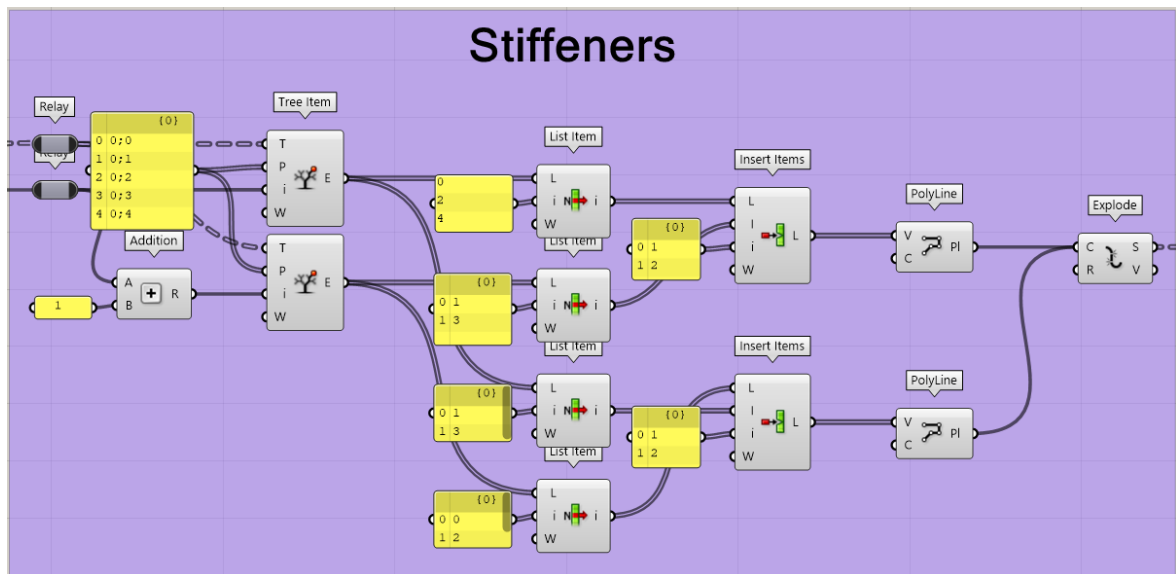 Stiffeners
Relay
Relay
{0}
0 0;0
1 0;1
2 0;2
3 0;3
4 0;4
Tree Item
T
P
i
W
E
Addition
A
B
R
1
T
P
i
W
E
List Item
0
2
4
L
i
W
N
i
List Item
{0}
0 1
1 3
L
i
W
N
i
List Item
{0}
0 1
1 3
L
i
W
N
i
List Item
{0}
0 0
1 2
L
i
W
N
i
Insert Items
{0}
0 1
1 2
L
I
i
W
L
Insert Items
{0}
0 1
1 2
L
I
i
W
L
PolyLine
V
C
Pl
PolyLine
V
C
Pl
Explode
C
R
S
V